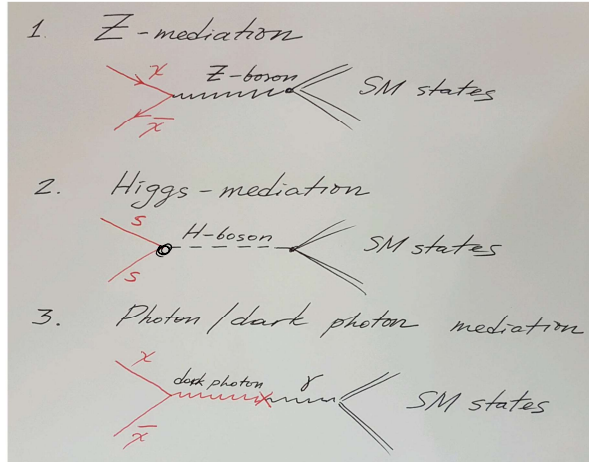 1. Z-mediation
χ
Z-boson
SM states
χ̄
2. Higgs-mediation
s
H-boson
SM states
s
3. Photon/dark photon mediation
χ
dark photon
γ
SM states
χ̄